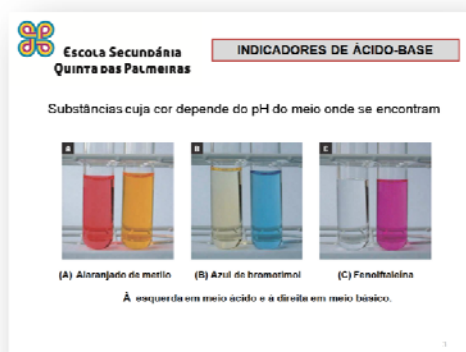 Escola Secundária
Quinta das Palmeiras
INDICADORES DE ÁCIDO-BASE
Substâncias cuja cor depende do pH do meio onde se encontram
A
B
C
(A) Alaranjado de metilo
(B) Azul de bromotimol
(C) Fenolftaleína
À esquerda em meio ácido e à direita em meio básico.